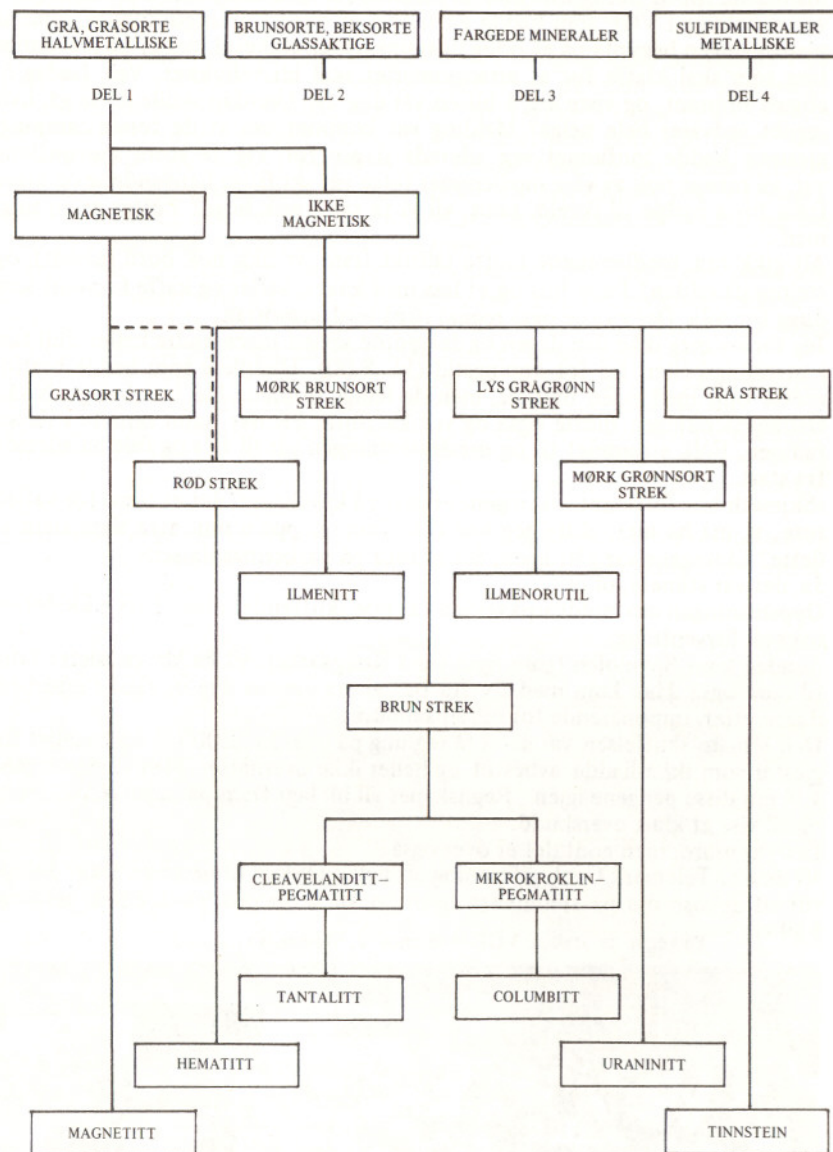 GRÅ, GRÅSORTE
HALVMETALLISKE
BRUNSORTE, BEKSORTE
GLASSAKTIGE
FARGEDE MINERALER
SULFIDMINERALER
METALLISKE
DEL 1
DEL 2
DEL 3
DEL 4
MAGNETISK
IKKE
MAGNETISK
GRÅSORT STREK
MØRK BRUNSORT
STREK
LYS GRÅGRØNN
STREK
GRÅ STREK
RØD STREK
MØRK GRØNNSORT
STREK
ILMENITT
ILMENORUTIL
BRUN STREK
CLEAVELANDITT–
PEGMATITT
MIKROKROKLIN–
PEGMATITT
TANTALITT
COLUMBITT
HEMATITT
URANINITT
MAGNETITT
TINNSTEIN